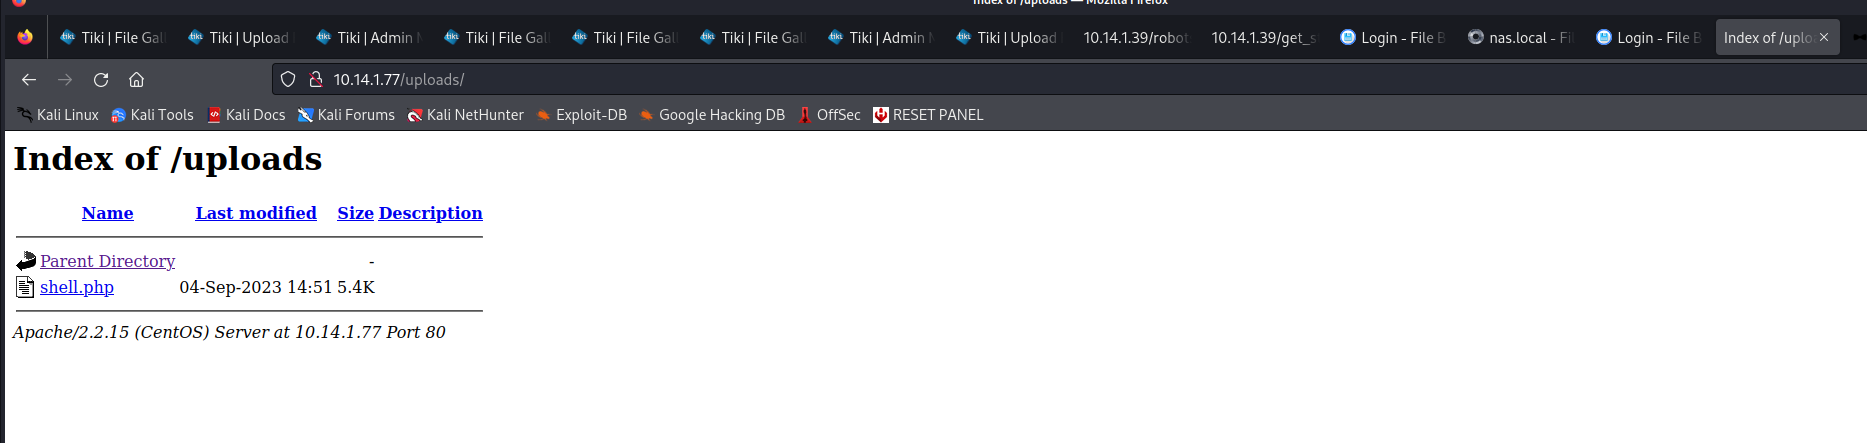 Index of /uploads — Mozilla Firefox
Tiki | File Gal Tiki | Upload Tiki | Admin Tiki | File Gal Tiki | File Gal Tiki | File Gal Tiki | Admin Tiki | Upload 10.14.1.39/robot 10.14.1.39/get_s Login - File B nas.local - Fi Login - File B Index of /uplo
10.14.1.77/uploads/
Kali Linux Kali Tools Kali Docs Kali Forums Kali NetHunter Exploit-DB Google Hacking DB OffSec RESET PANEL
Index of /uploads
Name Last modified Size Description
Parent Directory -
shell.php 04-Sep-2023 14:51 5.4K
Apache/2.2.15 (CentOS) Server at 10.14.1.77 Port 80